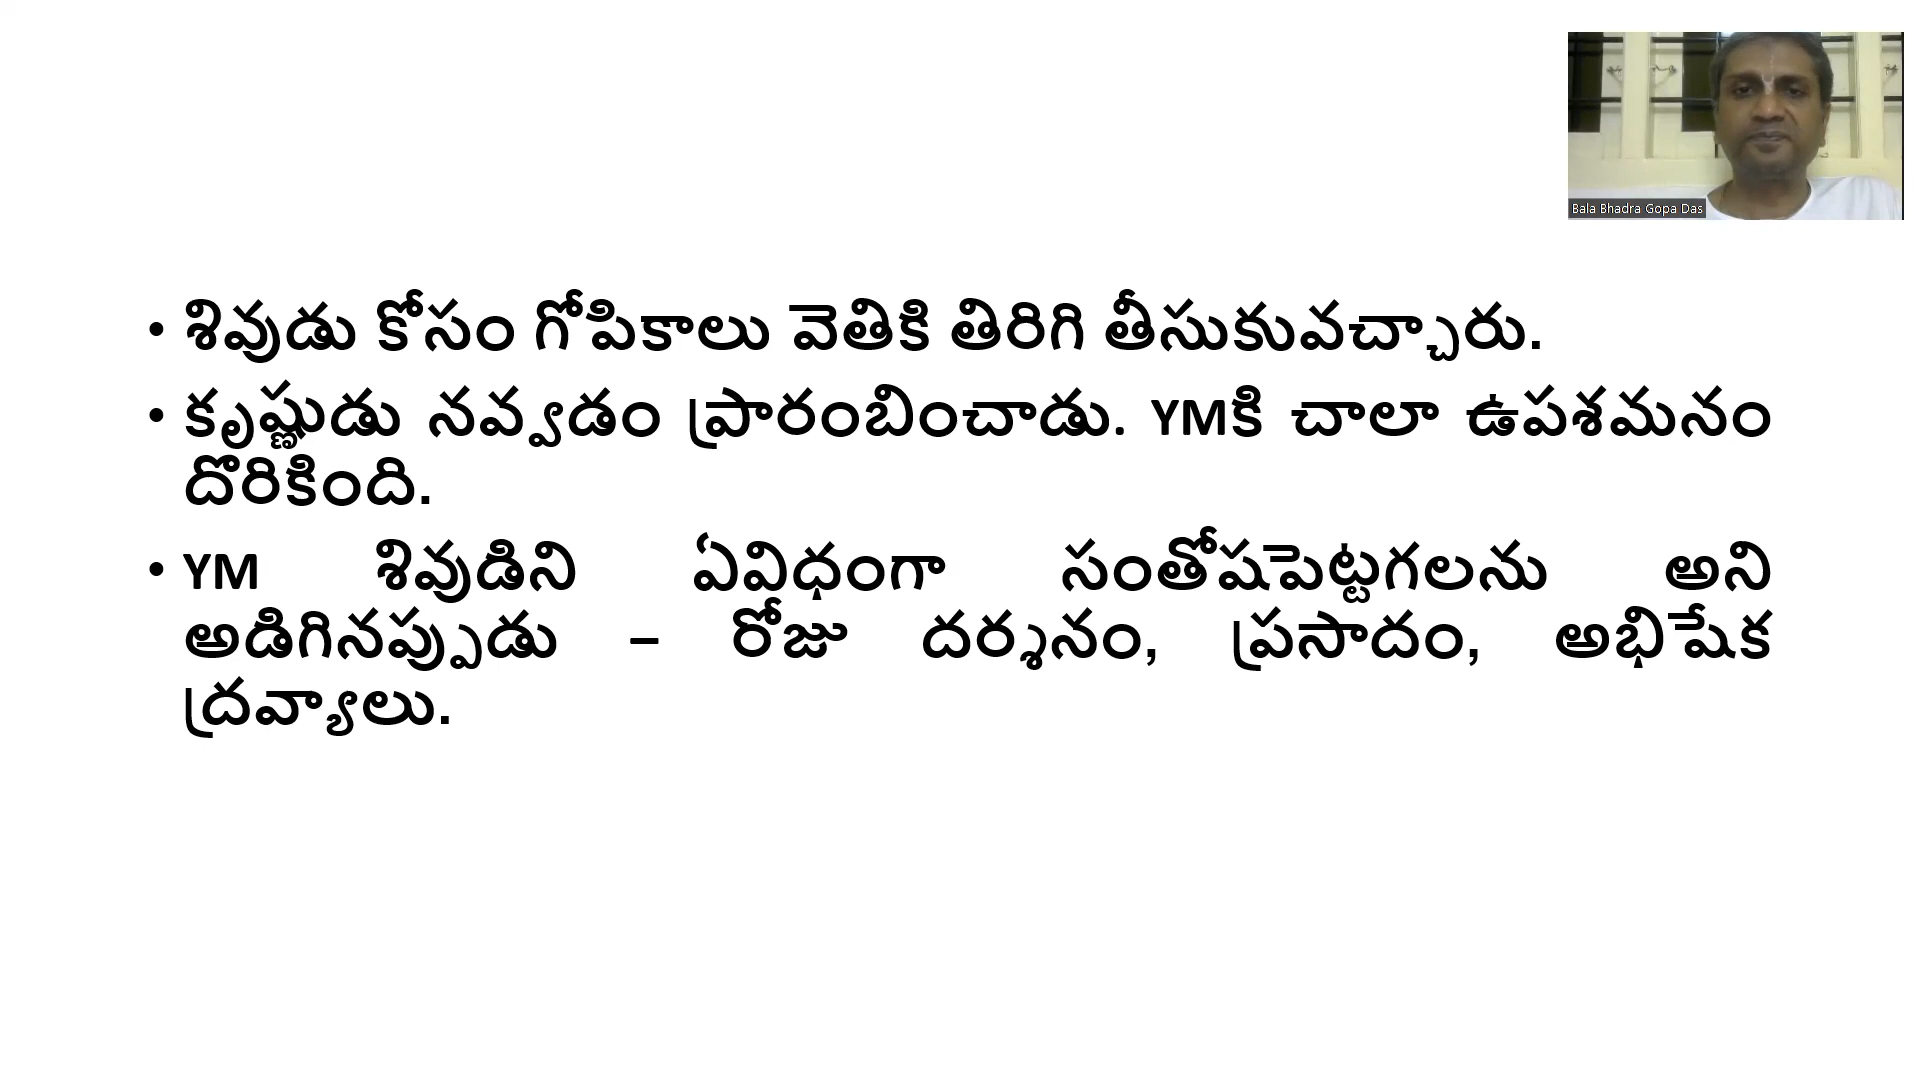 Bala Bhadra Gopa Das
• శివుడు కోసం గోపికాలు వెతికి తిరిగి తీసుకువచ్చారు.
• కృష్ణుడు నవ్వడం ప్రారంబించాడు. YMకి చాలా ఉపశమనం
దొరికింది.
• YM శివుడిని ఏవిధంగా సంతోషపెట్టగలను అని
అడిగినప్పుడు – రోజు దర్శనం, ప్రసాదం, అభిషేక
ద్రవ్యాలు.